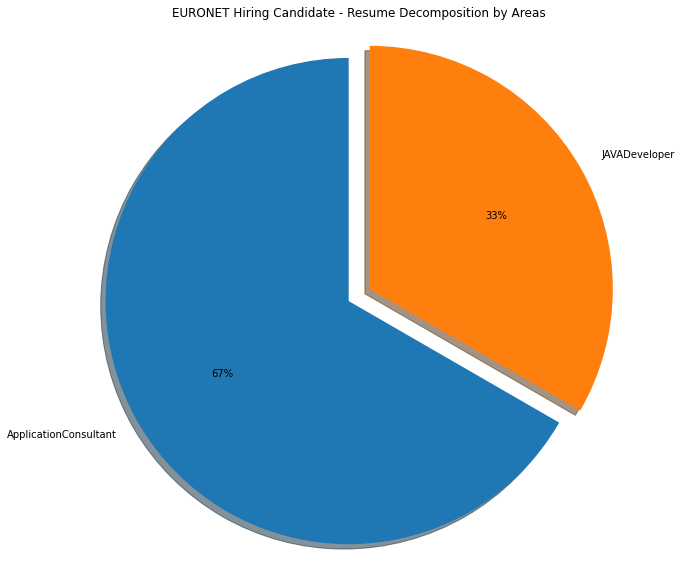 EURONET Hiring Candidate - Resume Decomposition by Areas
JAVADeveloper
33%
67%
ApplicationConsultant